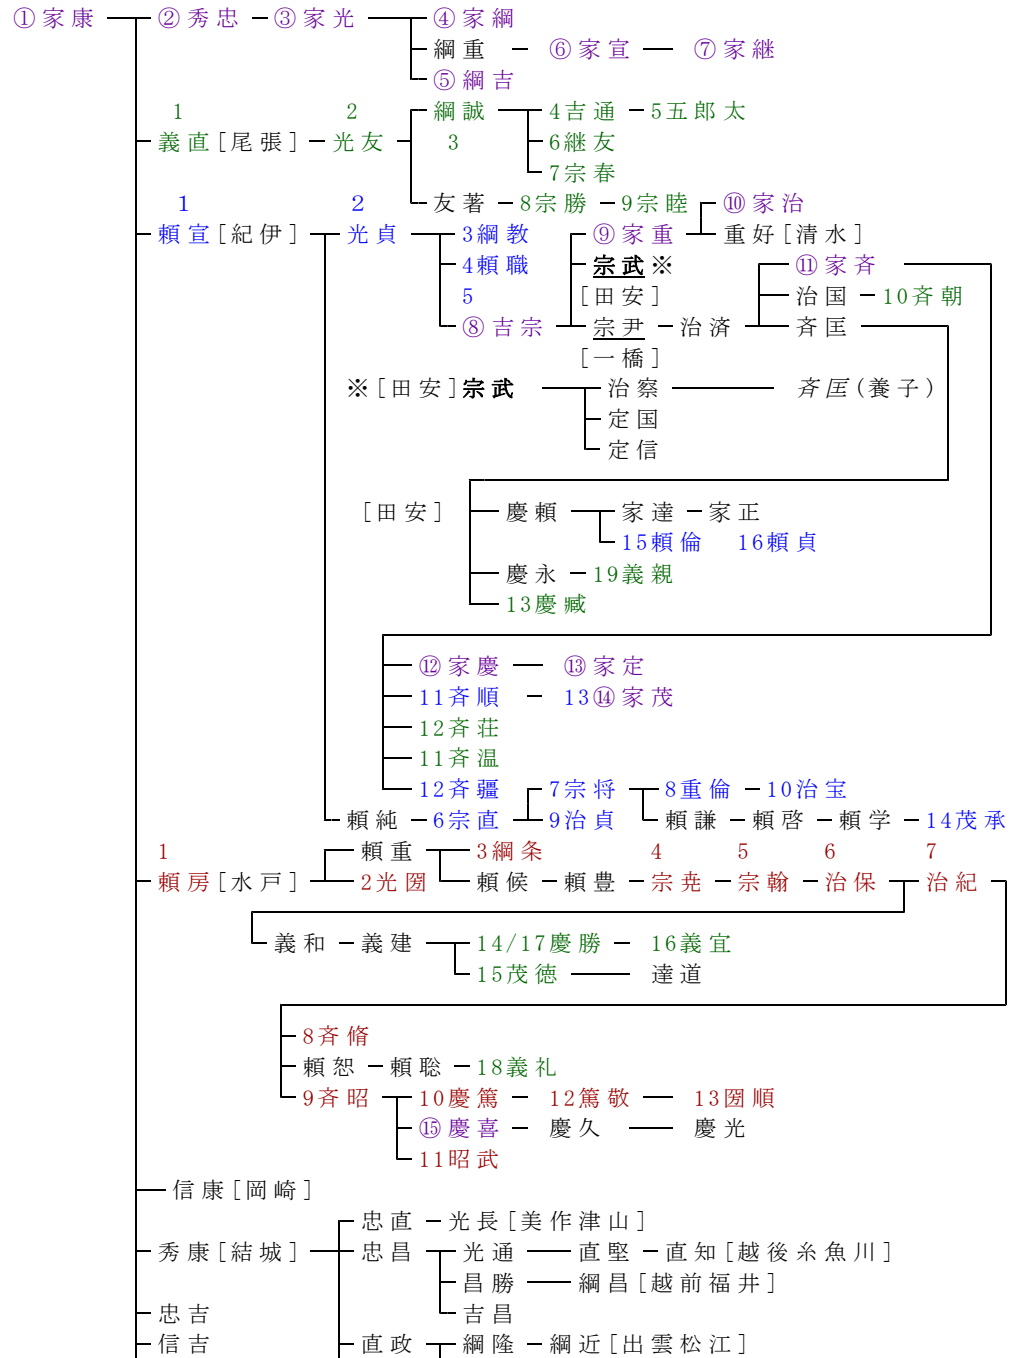 ①家康 ②秀忠 ③家光 ④家綱
綱重 ⑥家宣 ⑦家継
⑤綱吉
1 2 綱誠 4吉通 5五郎太
義直[尾張] 光友 3 6継友
7宗春
1 2 友著 8宗勝 9宗睦 ⑩家治
頼宣[紀伊] 光貞 3綱教 ⑨家重 重好[清水]
4頼職 宗武※ ⑪家斉
5 [田安] 治国 10斉朝
⑧吉宗 宗尹 治済 斉匡
[一橋]
※[田安]宗武 治察 斉匡(養子)
定国
定信
[田安] 慶頼 家達 家正
15頼倫 16頼貞
慶永 19義親
13慶臧
⑫家慶 ⑬家定
11斉順 13⑭家茂
12斉荘
11斉温
12斉疆 7宗将 8重倫 10治宝
頼純 6宗直 9治貞 頼謙 頼啓 頼学 14茂承
1 頼重 3綱条 4 5 6 7
頼房[水戸] 2光圀 頼候 頼豊 宗尭 宗翰 治保 治紀
義和 義建 14/17慶勝 16義宜
15茂徳 達道
8斉脩
頼恕 頼聡 18義礼
9斉昭 10慶篤 12篤敬 13圀順
⑮慶喜 慶久 慶光
11昭武
信康[岡崎]
忠直 光長[美作津山]
秀康[結城] 忠昌 光通 直堅 直知[越後糸魚川]
昌勝 綱昌[越前福井]
忠吉 吉昌
信吉 直政 綱隆 綱近[出雲松江]